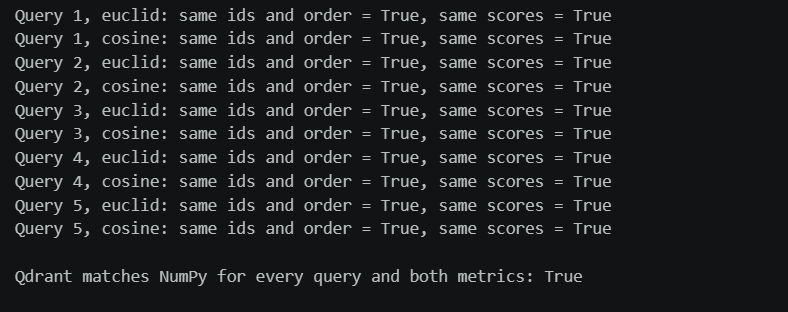 Query 1, euclid: same ids and order = True, same scores = True
Query 1, cosine: same ids and order = True, same scores = True
Query 2, euclid: same ids and order = True, same scores = True
Query 2, cosine: same ids and order = True, same scores = True
Query 3, euclid: same ids and order = True, same scores = True
Query 3, cosine: same ids and order = True, same scores = True
Query 4, euclid: same ids and order = True, same scores = True
Query 4, cosine: same ids and order = True, same scores = True
Query 5, euclid: same ids and order = True, same scores = True
Query 5, cosine: same ids and order = True, same scores = True
Qdrant matches NumPy for every query and both metrics: True